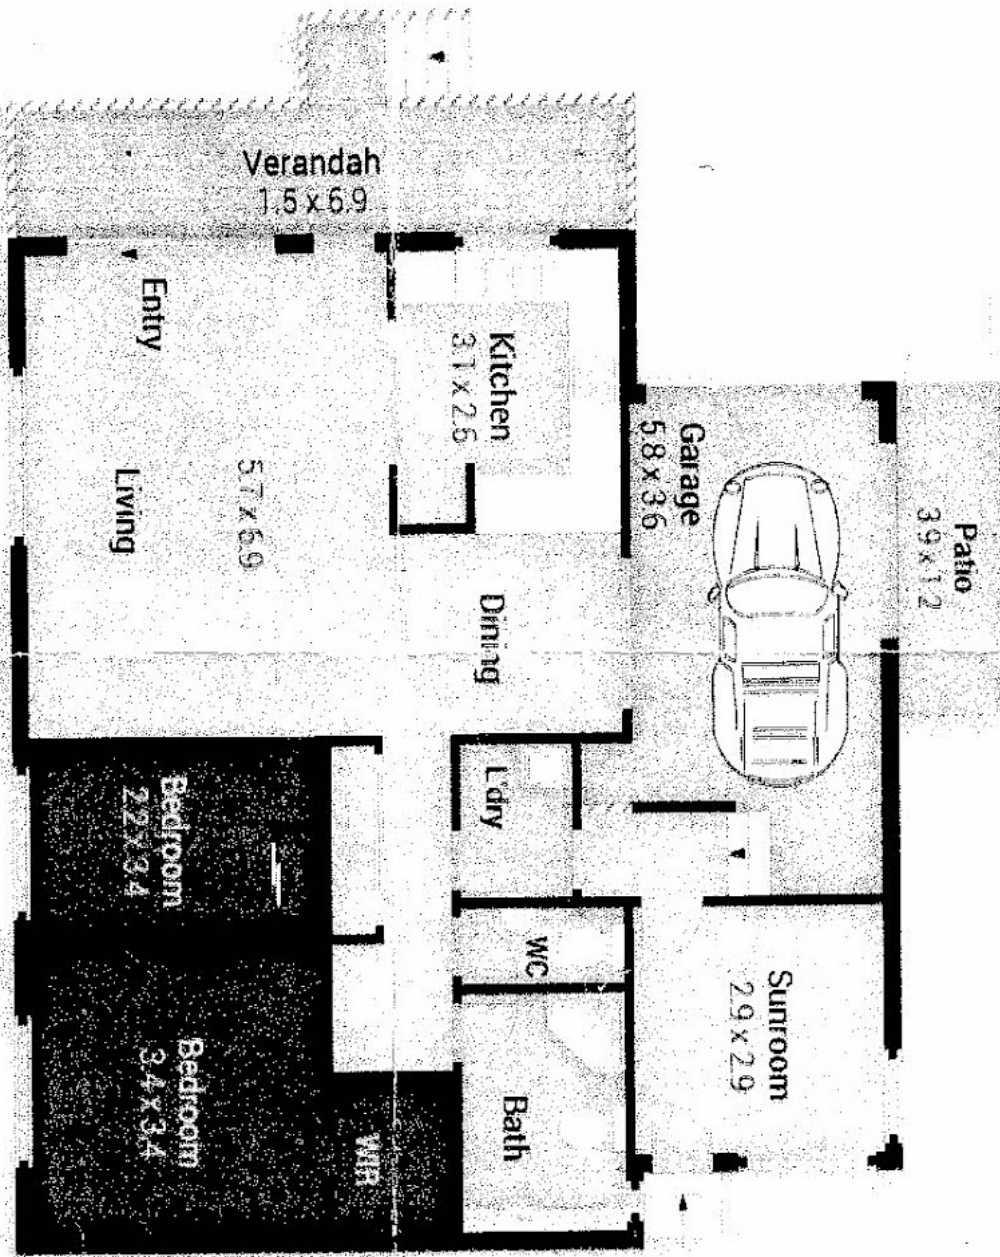 Verandah
1.5 x 6.9
Entry
Kitchen
3.1 x 2.6
Garage
5.8 x 3.6
Patio
3.9 x 1.2
Living
5.7 x 6.9
Dining
L'dry
Bedroom
2.2 x 3.4
WC
Sunroom
2.9 x 2.9
Bedroom
3.4 x 3.4
WIR
Bath